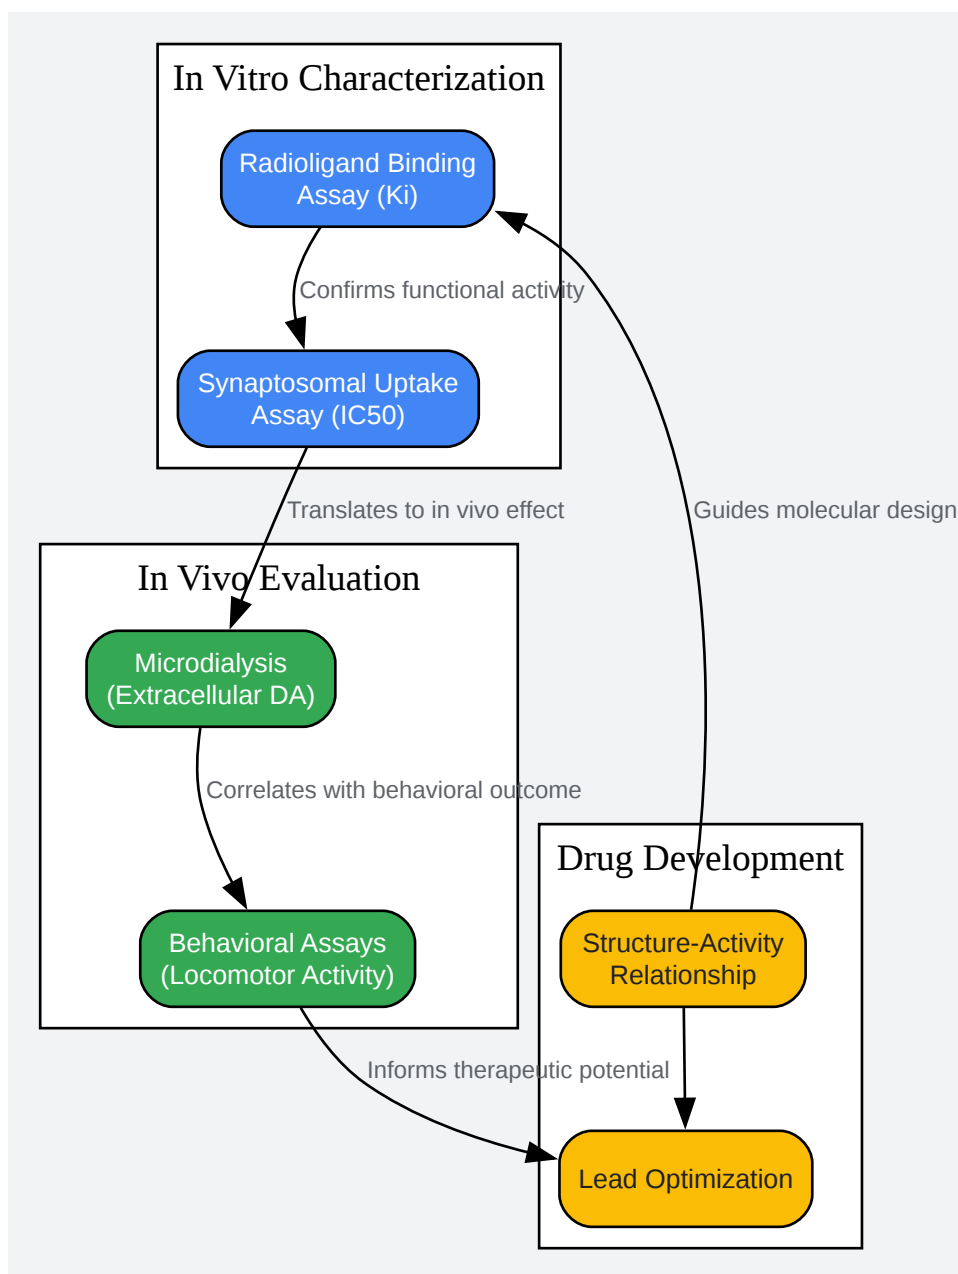 In Vitro Characterization
Radioligand Binding
Assay (Ki)
Confirms functional activity
Synaptosomal Uptake
Assay (IC50)
Translates to in vivo effect
Guides molecular design
In Vivo Evaluation
Microdialysis
(Extracellular DA)
Correlates with behavioral outcome
Drug Development
Behavioral Assays
(Locomotor Activity)
Structure-Activity
Relationship
Informs therapeutic potential
Lead Optimization